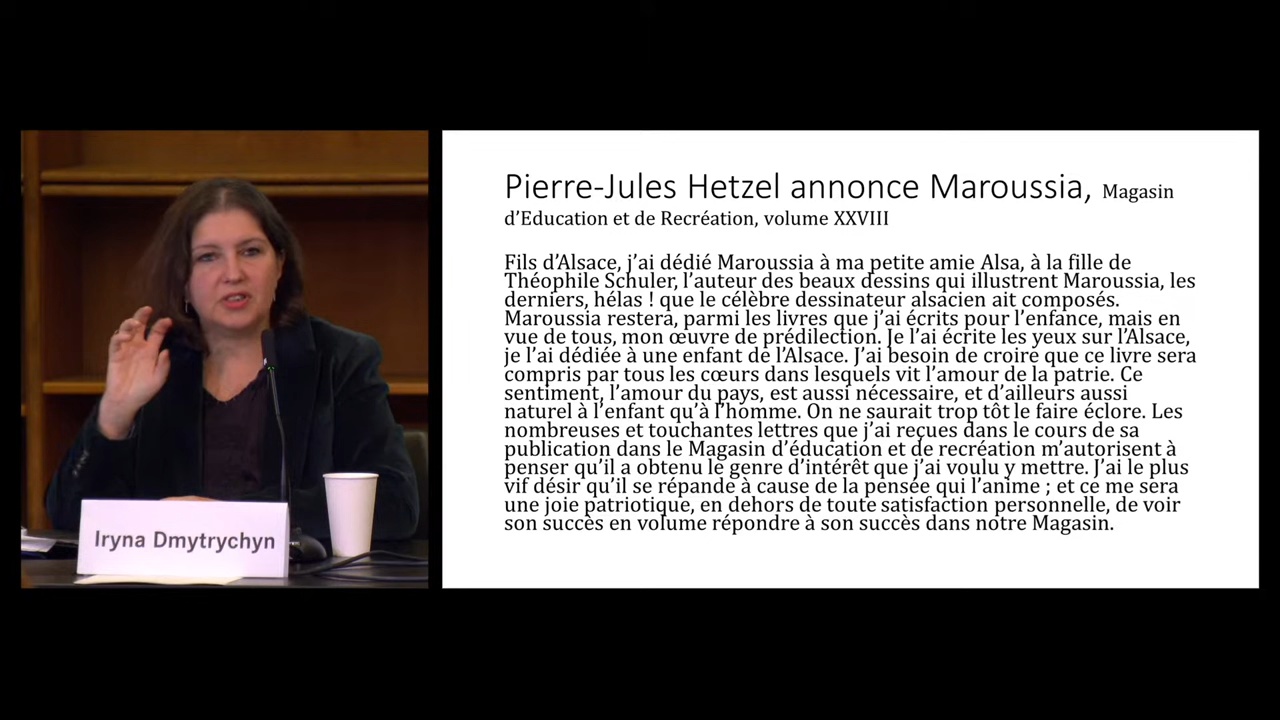 Iryna Dmytrychyn
Pierre-Jules Hetzel annonce Maroussia, Magasin
d’Education et de Recréation, volume XXVIII
Fils d’Alsace, j’ai dédié Maroussia à ma petite amie Alsa, à la fille de
Théophile Schuler, l’auteur des beaux dessins qui illustrent Maroussia, les
derniers, hélas ! que le célèbre dessinateur alsacien ait composés.
Maroussia restera, parmi les livres que j’ai écrits pour l’enfance, mais en
vue de tous, mon œuvre de prédilection. Je l’ai écrite les yeux sur l’Alsace,
je l’ai dédiée à une enfant de l’Alsace. J’ai besoin de croire que ce livre sera
compris par tous les cœurs dans lesquels vit l’amour de la patrie. Ce
sentiment, l’amour du pays, est aussi nécessaire, et d’ailleurs aussi
naturel à l’enfant qu’à l’homme. On ne saurait trop tôt le faire éclore. Les
nombreuses et touchantes lettres que j’ai reçues dans le cours de sa
publication dans le Magasin d’éducation et de recréation m’autorisent à
penser qu’il a obtenu le genre d’intérêt que j’ai voulu y mettre. J’ai le plus
vif désir qu’il se répande à cause de la pensée qui l’anime ; et ce me sera
une joie patriotique, en dehors de toute satisfaction personnelle, de voir
son succès en volume répondre à son succès dans notre Magasin.